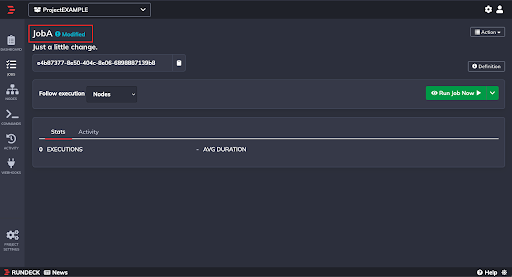 ProjectEXAMPLE
JobA Modified
Action
Just a little change.
e4b87377-8e50-404c-8e06-6898887139b8
Definition
Follow execution Nodes
Run Job Now
Stats Activity
0 EXECUTIONS - AVG DURATION
DASHBOARD
JOBS
NODES
COMMANDS
ACTIVITY
WEBHOOKS
PROJECT
SETTINGS
RUNDECK News Help